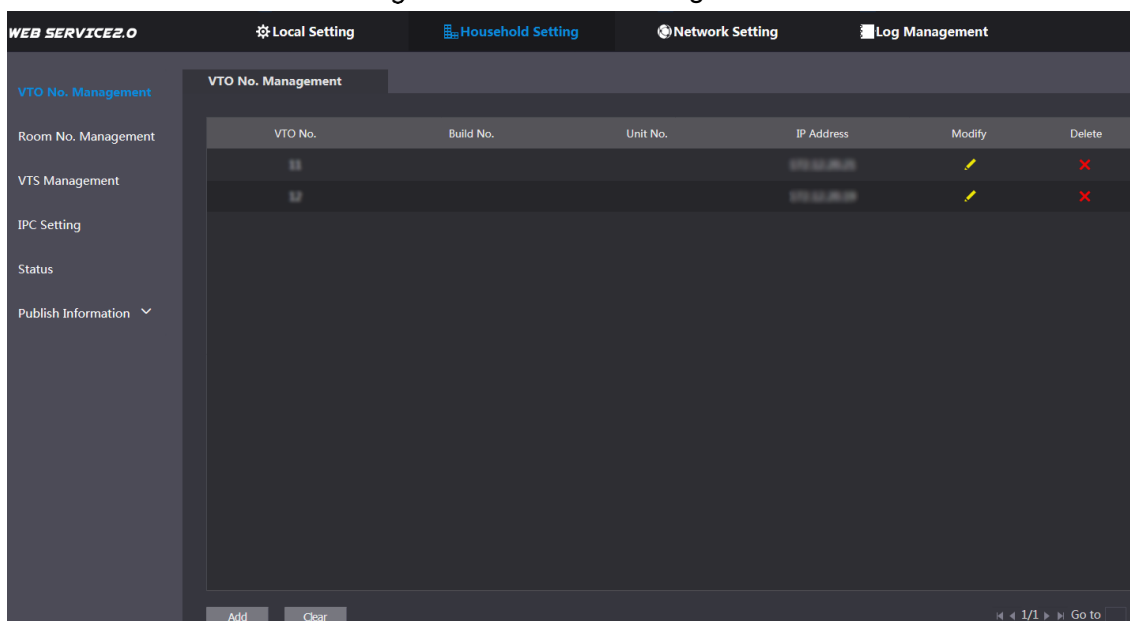 WEB SERVICE2.0 Local Setting Household Setting Network Setting Log Management
VTO No. Management
Room No. Management
VTS Management
IPC Setting
Status
Publish Information
VTO No. Management
VTO No. Build No. Unit No. IP Address Modify Delete
Add Clear 1/1 Go to